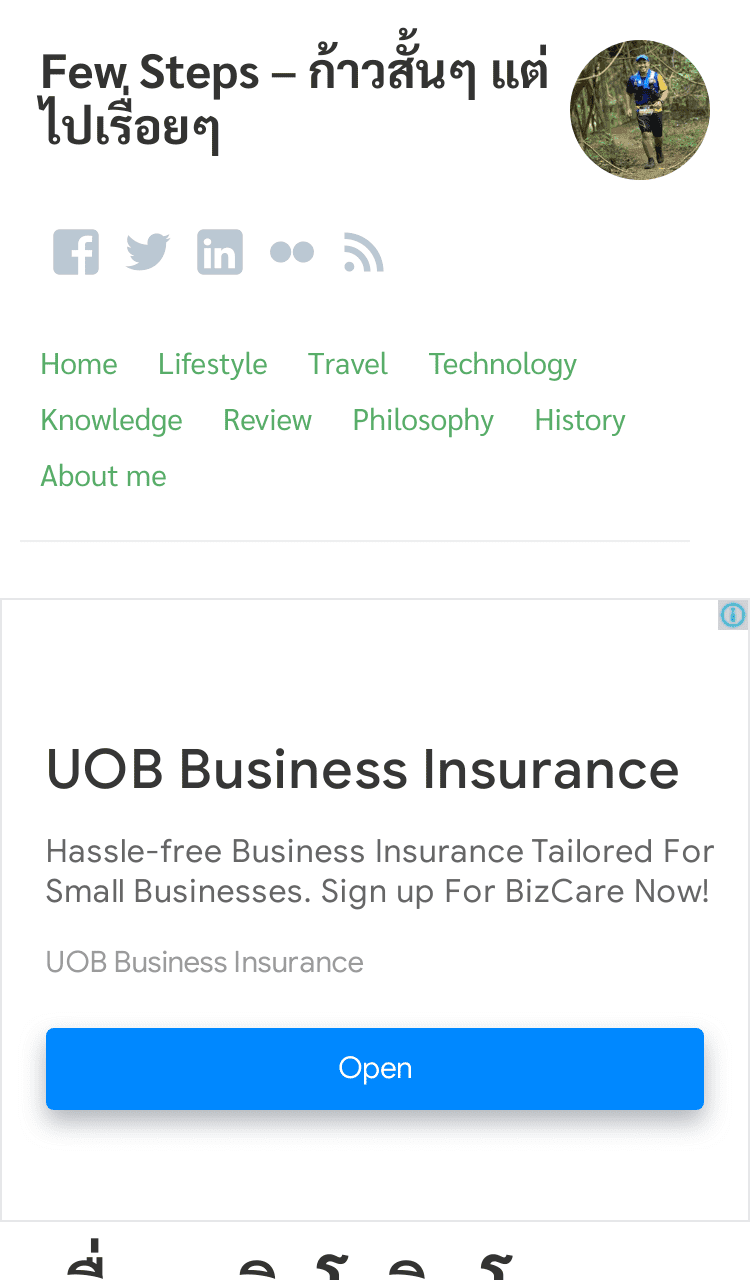 Few Steps – ก้าวสั้นๆ แต่
ไปเรื่อยๆ
Home Lifestyle Travel Technology
Knowledge Review Philosophy History
About me
UOB Business Insurance
Hassle-free Business Insurance Tailored For
Small Businesses. Sign up For BizCare Now!
UOB Business Insurance
Open